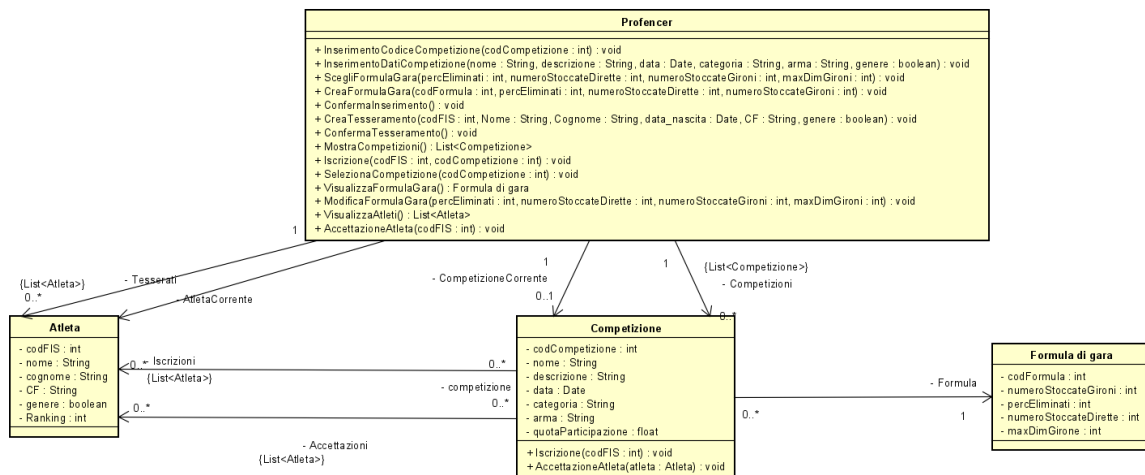 Profencer
+ InserimentoCodiceCompetizione(codCompetizione : int) : void
+ InserimentoDatiCompetizione(nome : String, descrizione : String, data : Date, categoria : String, arma : String, genere : boolean) : void
+ ScegliFormulaGara(percEliminati : int, numeroStoccateDirette : int, numeroStoccateGironi : int, maxDimGironi : int) : void
+ CreaFormulaGara(codFormula : int, percEliminati : int, numeroStoccateDirette : int, numeroStoccateGironi : int) : void
+ ConfermaInserimento() : void
+ CreaTesseramento(codFIS : int, Nome : String, Cognome : String, data_nascita : Date, CF : String, genere : boolean) : void
+ ConfermaTesseramento() : void
+ MostraCompetizioni() : List<Competizione>
+ Iscrizione(codFIS : int, codCompetizione : int) : void
+ SelezionaCompetizione(codCompetizione : int) : void
+ VisualizzaFormulaGara() : Formula di gara
+ ModificaFormulaGara(percEliminati : int, numeroStoccateDirette : int, numeroStoccateGironi : int, maxDimGironi : int) : void
+ VisualizzaAtleti() : List<Atleta>
+ AccettazioneAtleta(codFIS : int) : void
1
1
1
{List<Atleta>}
- Tesserati
0..*
- AtletaCorrente
- CompetizioneCorrente
0..1
{List<Competizione>}
- Competizioni
0..1
Atleta
- codFIS : int
- nome : String
- cognome : String
- CF : String
- genere : boolean
- Ranking : int
0..*
- Iscrizioni
{List<Atleta>}
0..*
- competizione
0..*
0..*
- Accettazioni
{List<Atleta>}
Competizione
- codCompetizione : int
- nome : String
- descrizione : String
- data : Date
- categoria : String
- arma : String
- quotaParticipazione : float
+ Iscrizione(codFIS : int) : void
+ AccettazioneAtleta(atleta : Atleta) : void
- Formula
0..*
1
Formula di gara
- codFormula : int
- numeroStoccateGironi : int
- percEliminati : int
- numeroStoccateDirette : int
- maxDimGirone : int